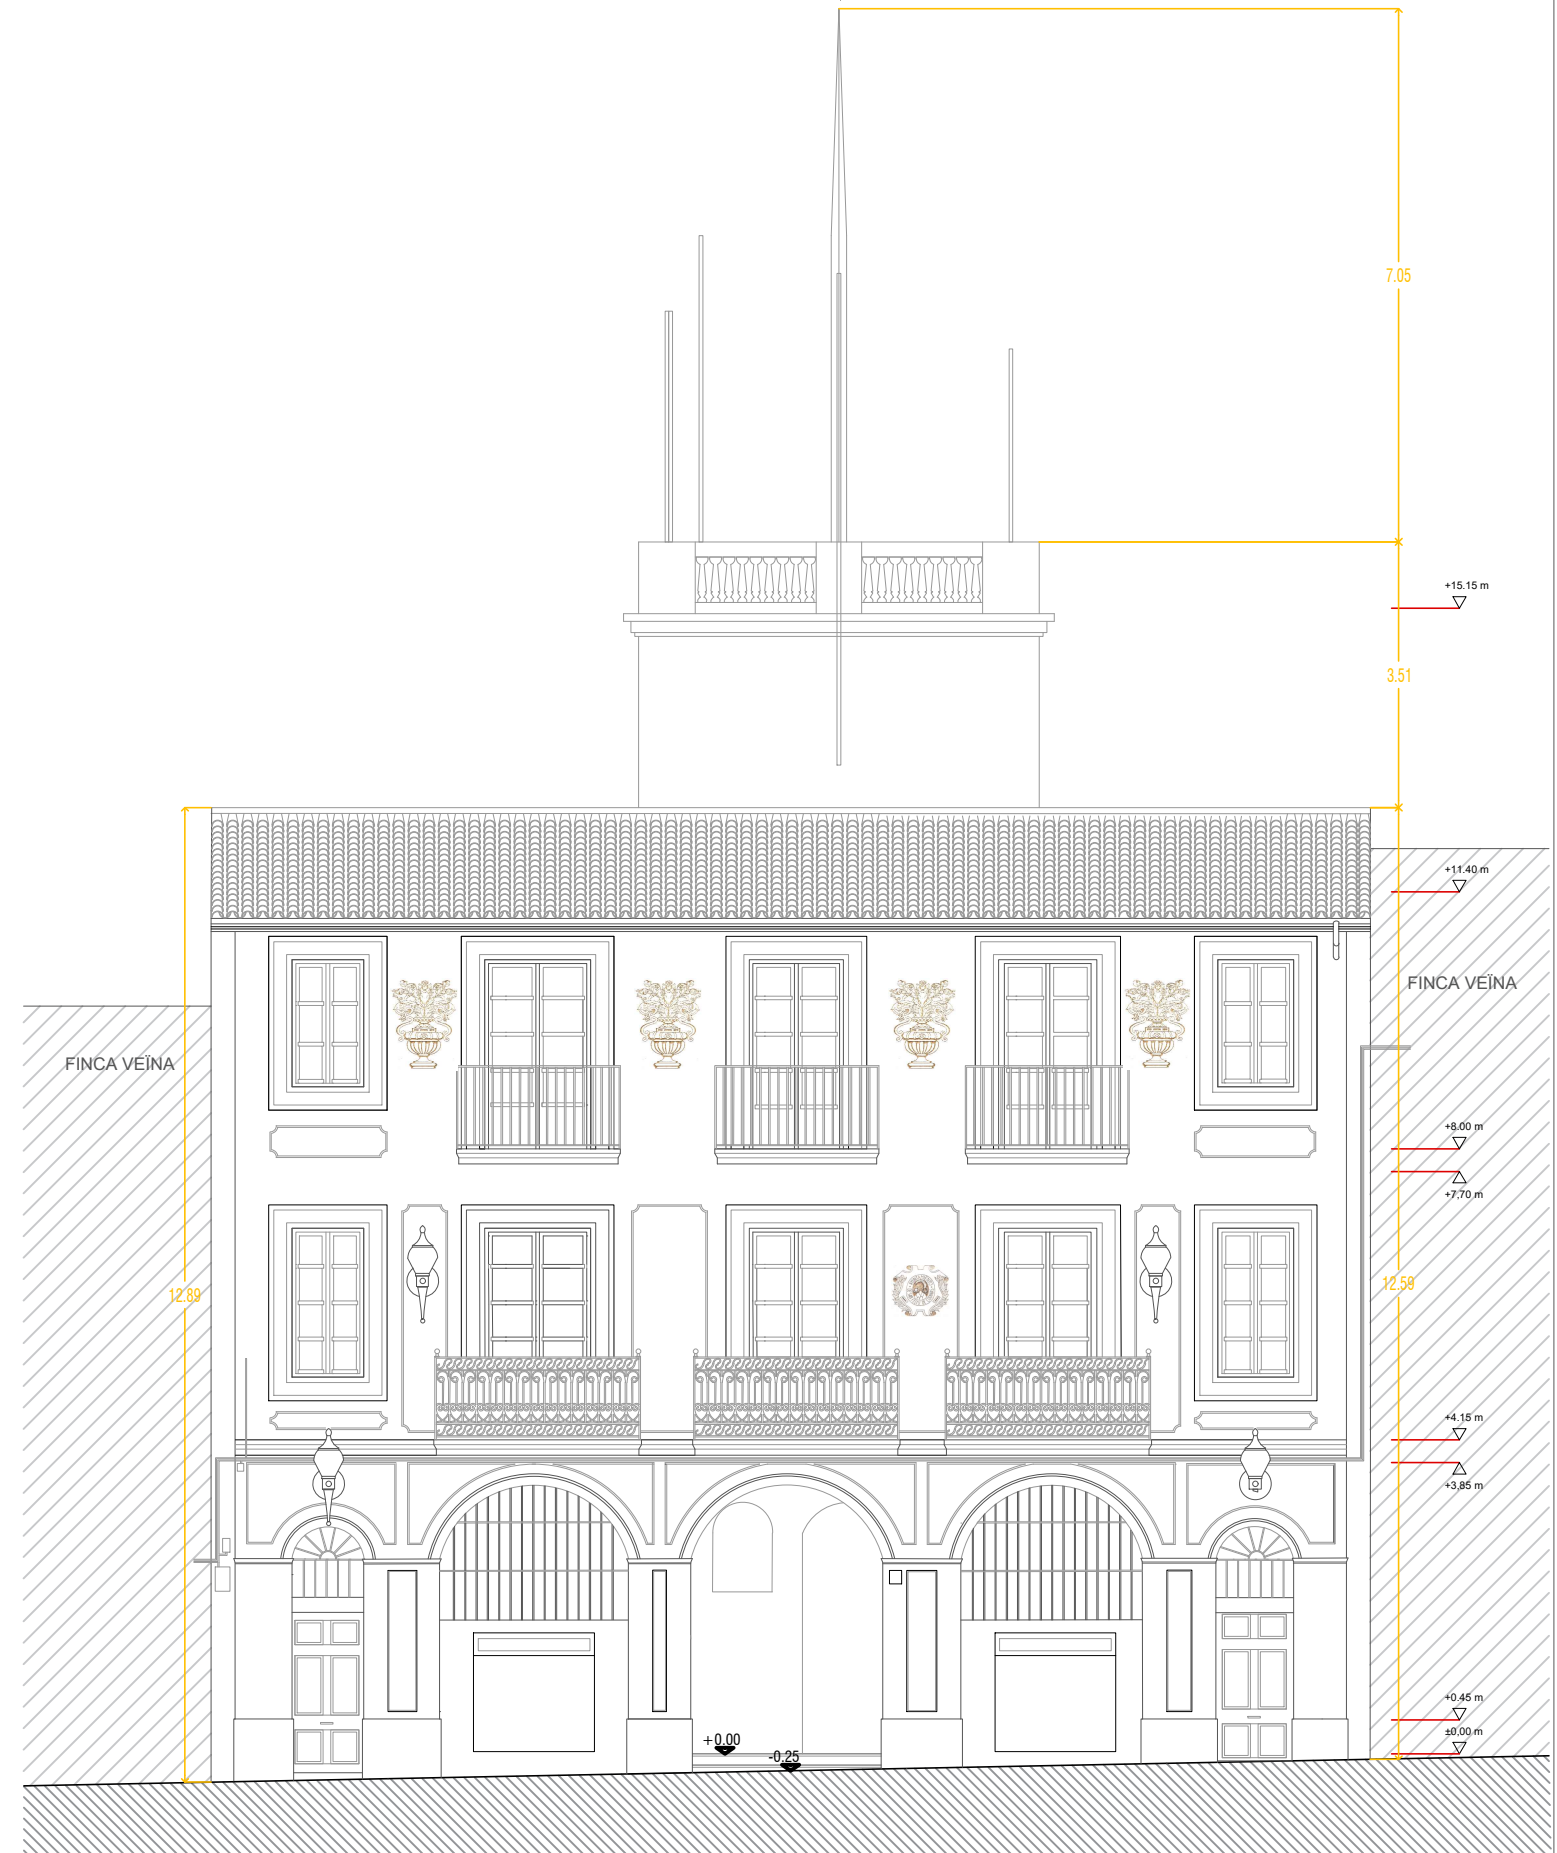 7.05
+15.15 m
3.51
+11.40 m
FINCA VEÏNA
FINCA VEÏNA
+8.00 m
+7,70 m
12.89
12.59
+4.15 m
+3,85 m
+0.45 m
±0,00 m
+0.00
-0.25